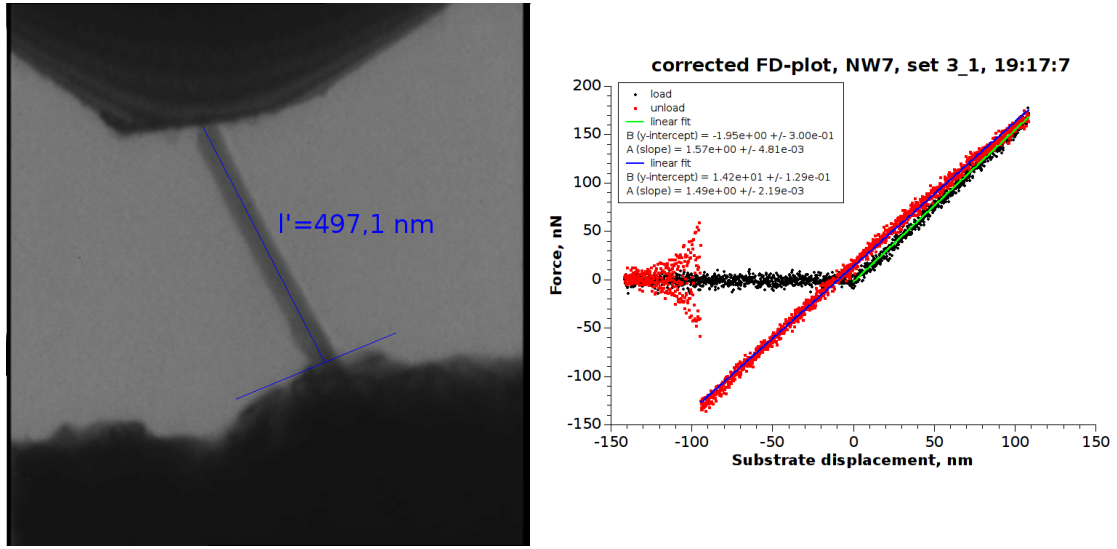 l'=497,1 nm
corrected FD-plot, NW7, set 3_1, 19:17:7
load
unload
linear fit
B (y-intercept) = -1.95e+00 +/- 3.00e-01
A (slope) = 1.57e+00 +/- 4.81e-03
linear fit
B (y-intercept) = 1.42e+01 +/- 1.29e-01
A (slope) = 1.49e+00 +/- 2.19e-03
Force, nN
200
150
100
50
0
-50
-100
-150
-150
-100
-50
0
50
100
150
Substrate displacement, nm